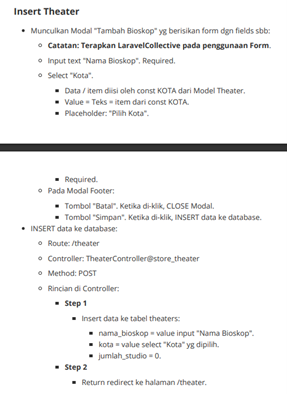 Insert Theater
Munculkan Modal "Tambah Bioskop" yg berisikan form dgn fields sbb:
Catatan: Terapkan LaravelCollective pada penggunaan Form.
Input text "Nama Bioskop". Required.
Select "Kota".
Data / item diisi oleh const KOTA dari Model Theater.
Value = Teks = item dari const KOTA.
Placeholder: "Pilih Kota".
Required.
Pada Modal Footer:
Tombol "Batal". Ketika di-klik, CLOSE Modal.
Tombol "Simpan". Ketika di-klik, INSERT data ke database.
INSERT data ke database:
Route: /theater
Controller: TheaterController@store_theater
Method: POST
Rincian di Controller:
Step 1
Insert data ke tabel theaters:
nama_bioskop = value input "Nama Bioskop".
kota = value select "Kota" yg dipilih.
jumlah_studio = 0.
Step 2
Return redirect ke halaman /theater.